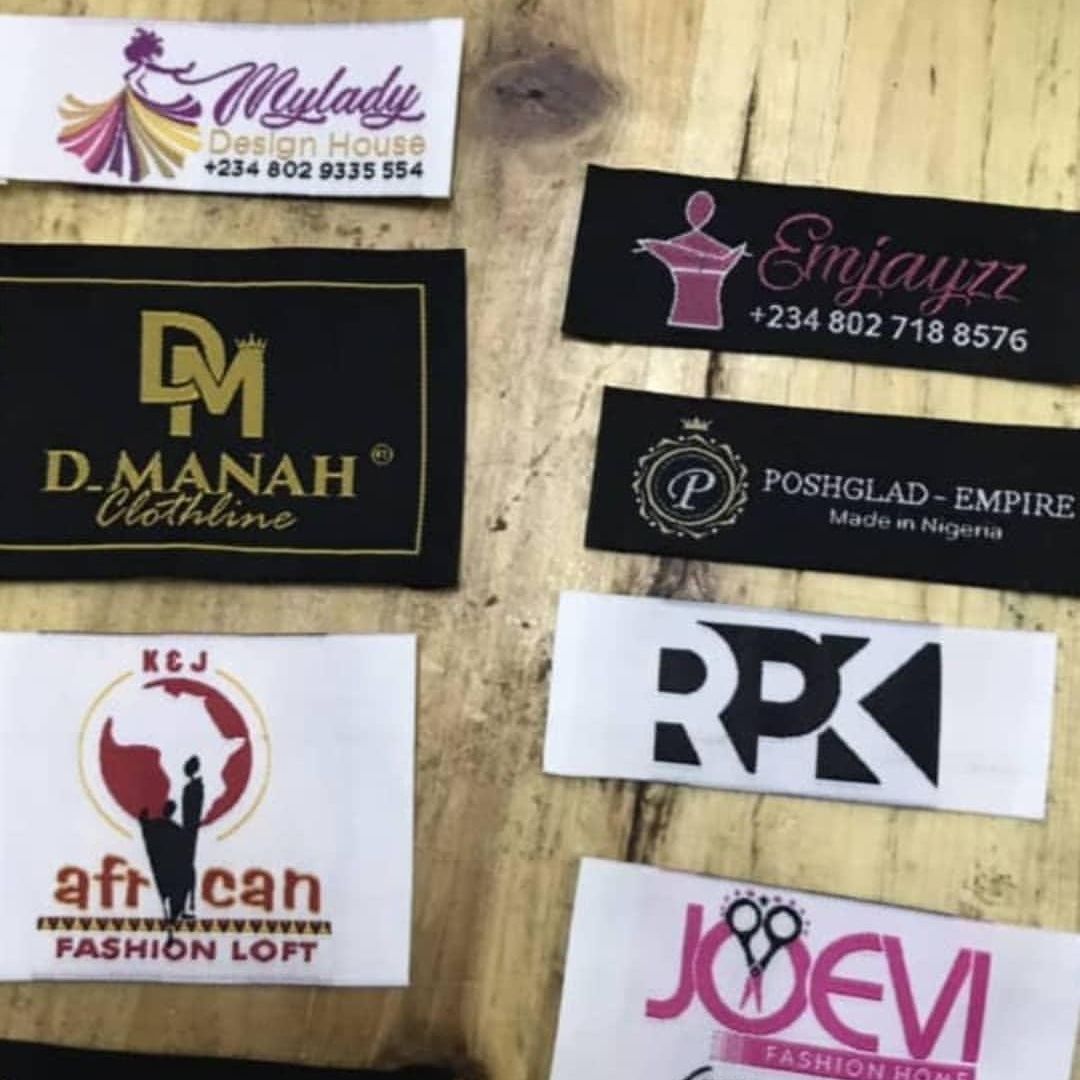 Mylady
Design House
+234 802 9335 554
DM
D-MANAH
Clothline
K&J
african
FASHION LOFT
Emjayzz
+234 802 718 8576
P
POSHGLAD - EMPIRE
Made in Nigeria
RPK
JOEVI
FASHION HOME